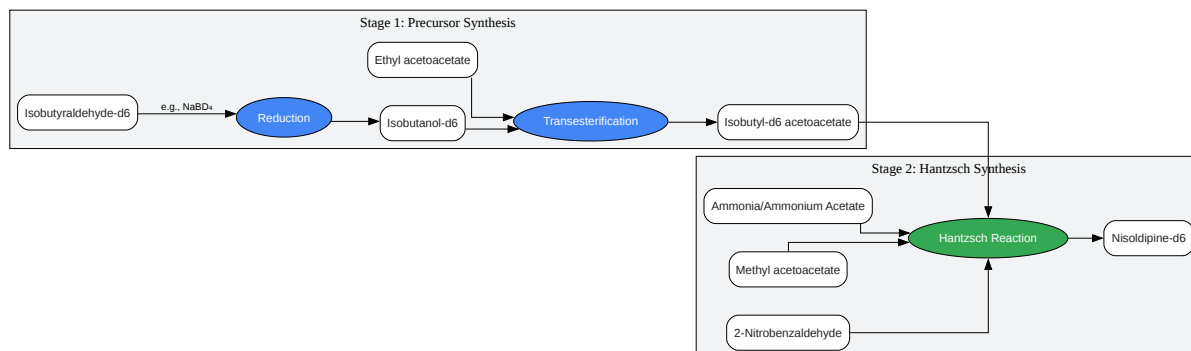 Stage 1: Precursor Synthesis
Ethyl acetoacetate
Isobutyraldehyde-d6
e.g., NaBD₄
Reduction
Isobutanol-d6
Transesterification
Isobutyl-d6 acetoacetate
Stage 2: Hantzsch Synthesis
Ammonia/Ammonium Acetate
Hantzsch Reaction
Nisoldipine-d6
Methyl acetoacetate
2-Nitrobenzaldehyde